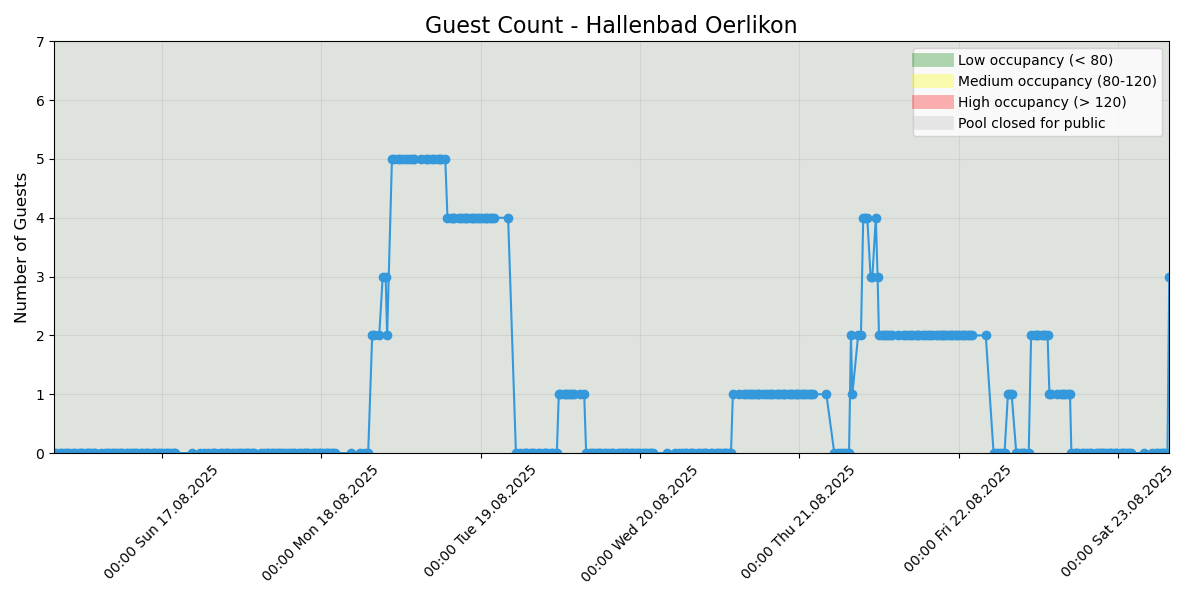 Guest Count - Hallenbad Oerlikon
Number of Guests
7
6
5
4
3
2
1
0
Low occupancy (< 80)
Medium occupancy (80-120)
High occupancy (> 120)
Pool closed for public
00:00 Sun 17.08.2025
00:00 Mon 18.08.2025
00:00 Tue 19.08.2025
00:00 Wed 20.08.2025
00:00 Thu 21.08.2025
00:00 Fri 22.08.2025
00:00 Sat 23.08.2025